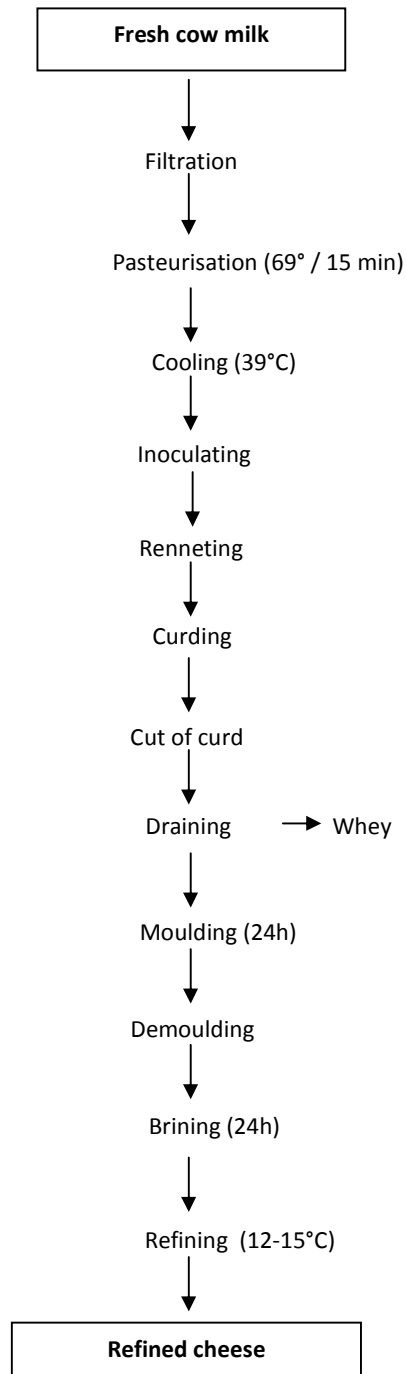 Fresh cow milk
Filtration
Pasteurisation (69° / 15 min)
Cooling (39°C)
Inoculating
Renneting
Curding
Cut of curd
Draining
Whey
Moulding (24h)
Demoulding
Brining (24h)
Refining (12-15°C)
Refined cheese